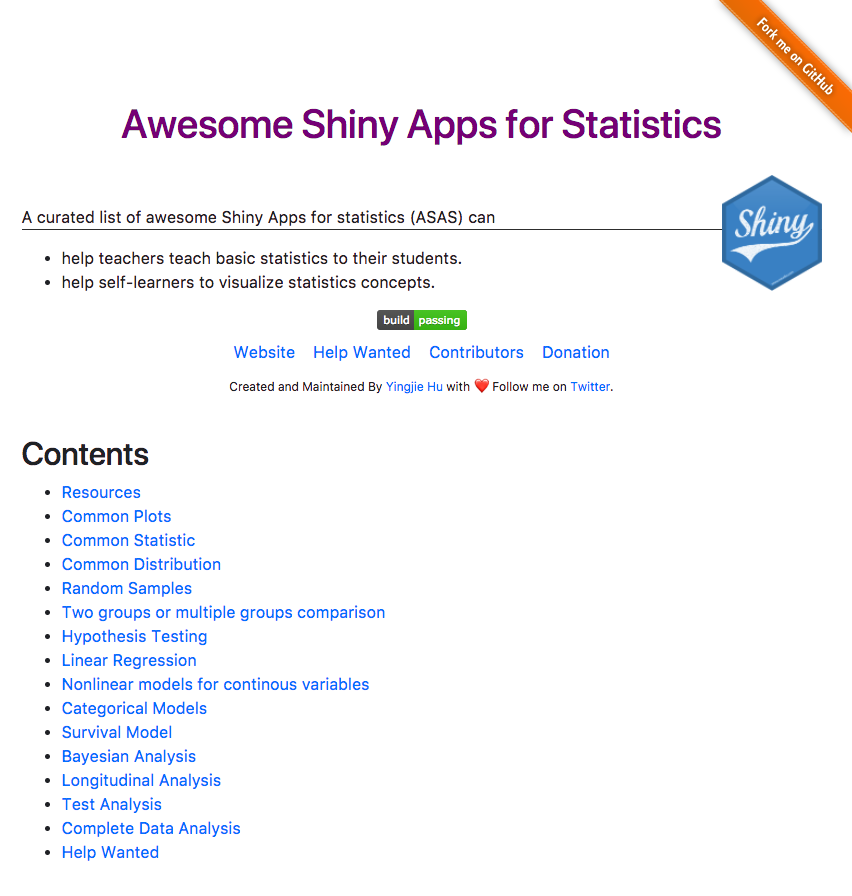 Fork me on GitHub
Awesome Shiny Apps for Statistics
A curated list of awesome Shiny Apps for statistics (ASAS) can
Shiny
help teachers teach basic statistics to their students.
help self-learners to visualize statistics concepts.
build passing
Website Help Wanted Contributors Donation
Created and Maintained By Yingjie Hu with ❤️ Follow me on Twitter.
Contents
Resources
Common Plots
Common Statistic
Common Distribution
Random Samples
Two groups or multiple groups comparison
Hypothesis Testing
Linear Regression
Nonlinear models for continous variables
Categorical Models
Survival Model
Bayesian Analysis
Longitudinal Analysis
Test Analysis
Complete Data Analysis
Help Wanted